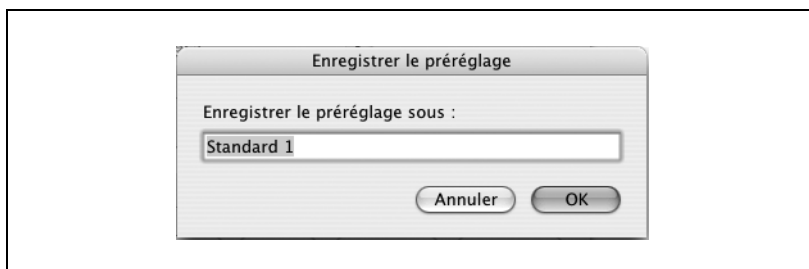 Enregistrer le préréglage
Enregistrer le préréglage sous :
Standard 1
Annuler OK